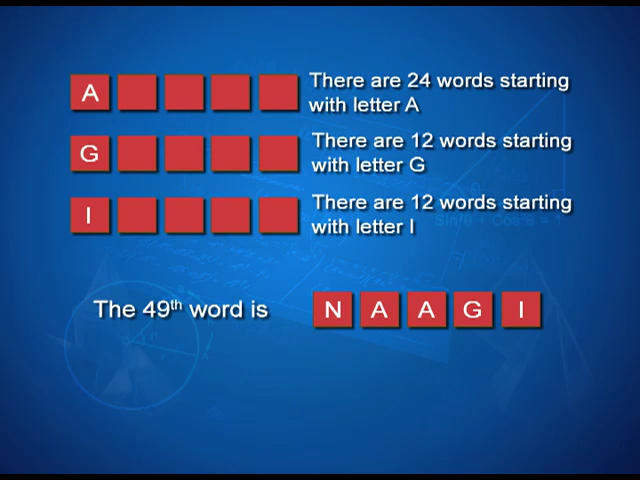 A There are 24 words starting
with letter A
G There are 12 words starting
with letter G
I There are 12 words starting
with letter I
The 49th word is N A A G I